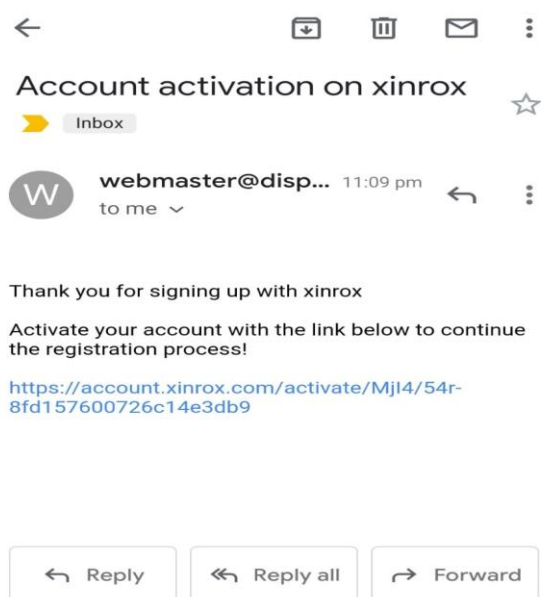 Account activation on xinrox
Inbox
W
webmaster@disp... 11:09 pm
to me
Thank you for signing up with xinrox
Activate your account with the link below to continue
the registration process!
https://account.xinrox.com/activate/MjI4/54r-
8fd157600726c14e3db9
Reply
Reply all
Forward